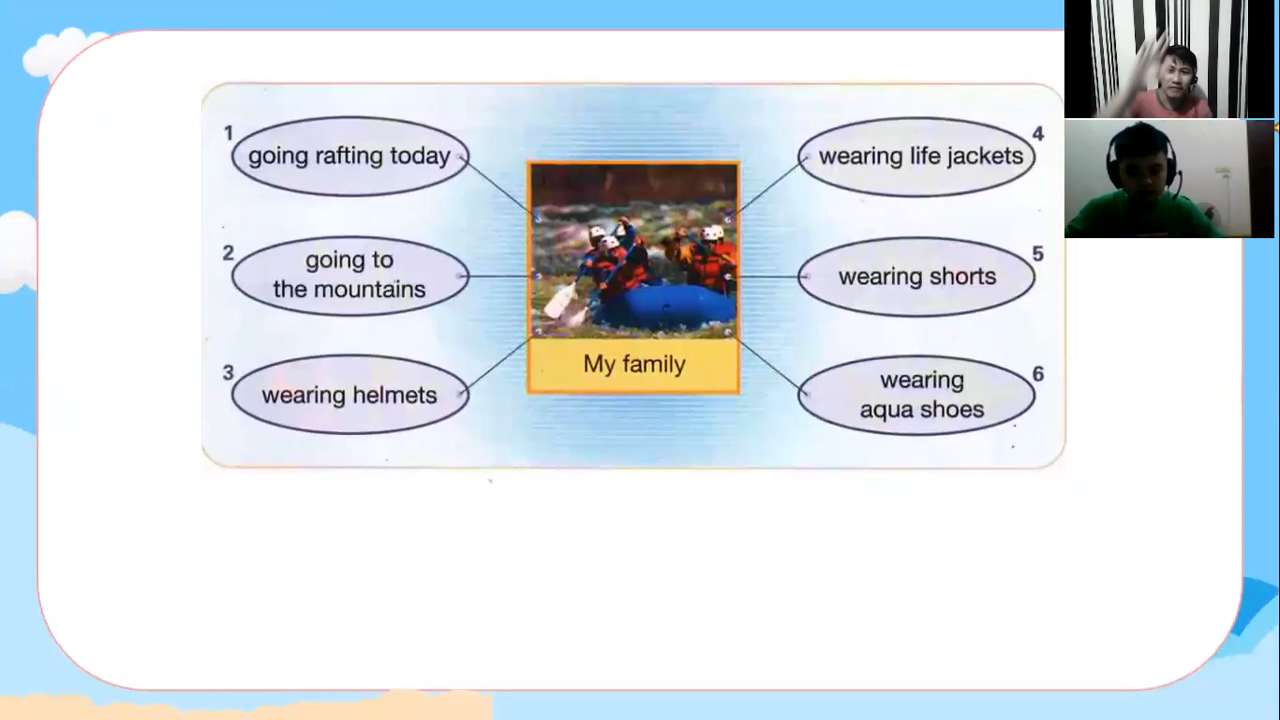 1
going rafting today
2
going to
the mountains
3
wearing helmets
My family
4
wearing life jackets
5
wearing shorts
6
wearing
aqua shoes